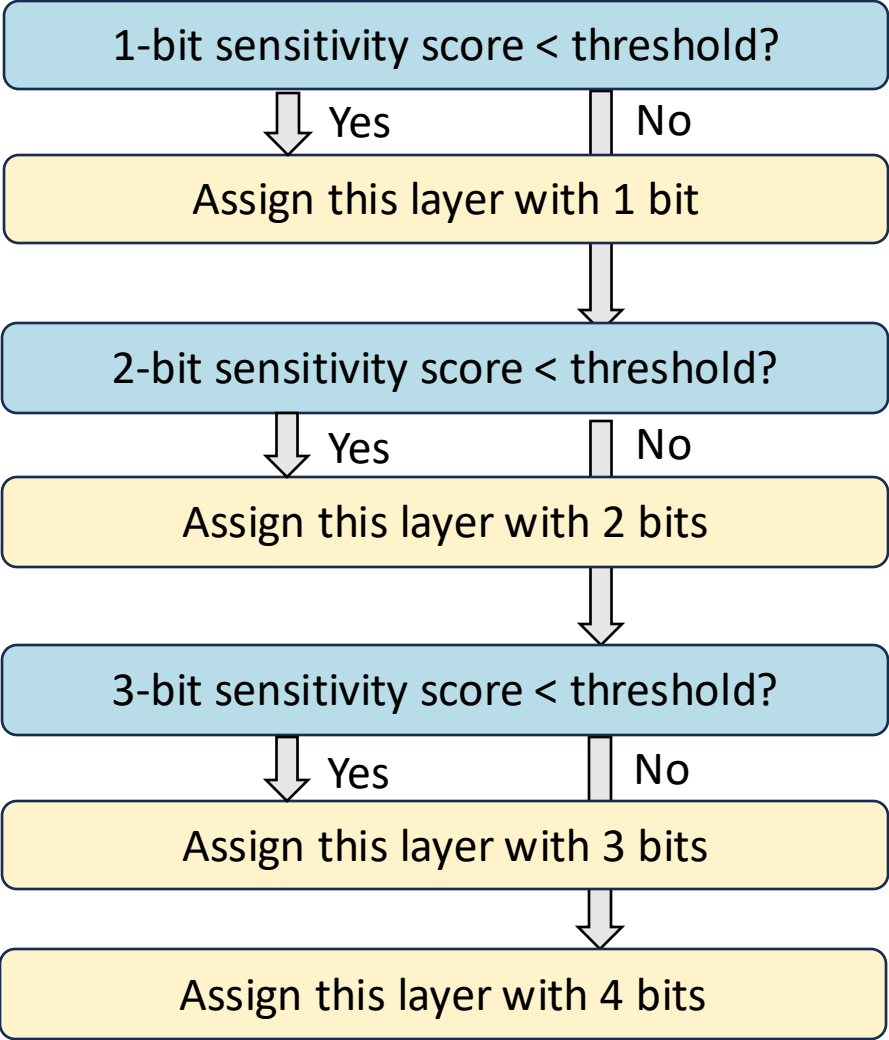 1-bit sensitivity score < threshold?
Yes
No
Assign this layer with 1 bit
2-bit sensitivity score < threshold?
Yes
No
Assign this layer with 2 bits
3-bit sensitivity score < threshold?
Yes
No
Assign this layer with 3 bits
Assign this layer with 4 bits